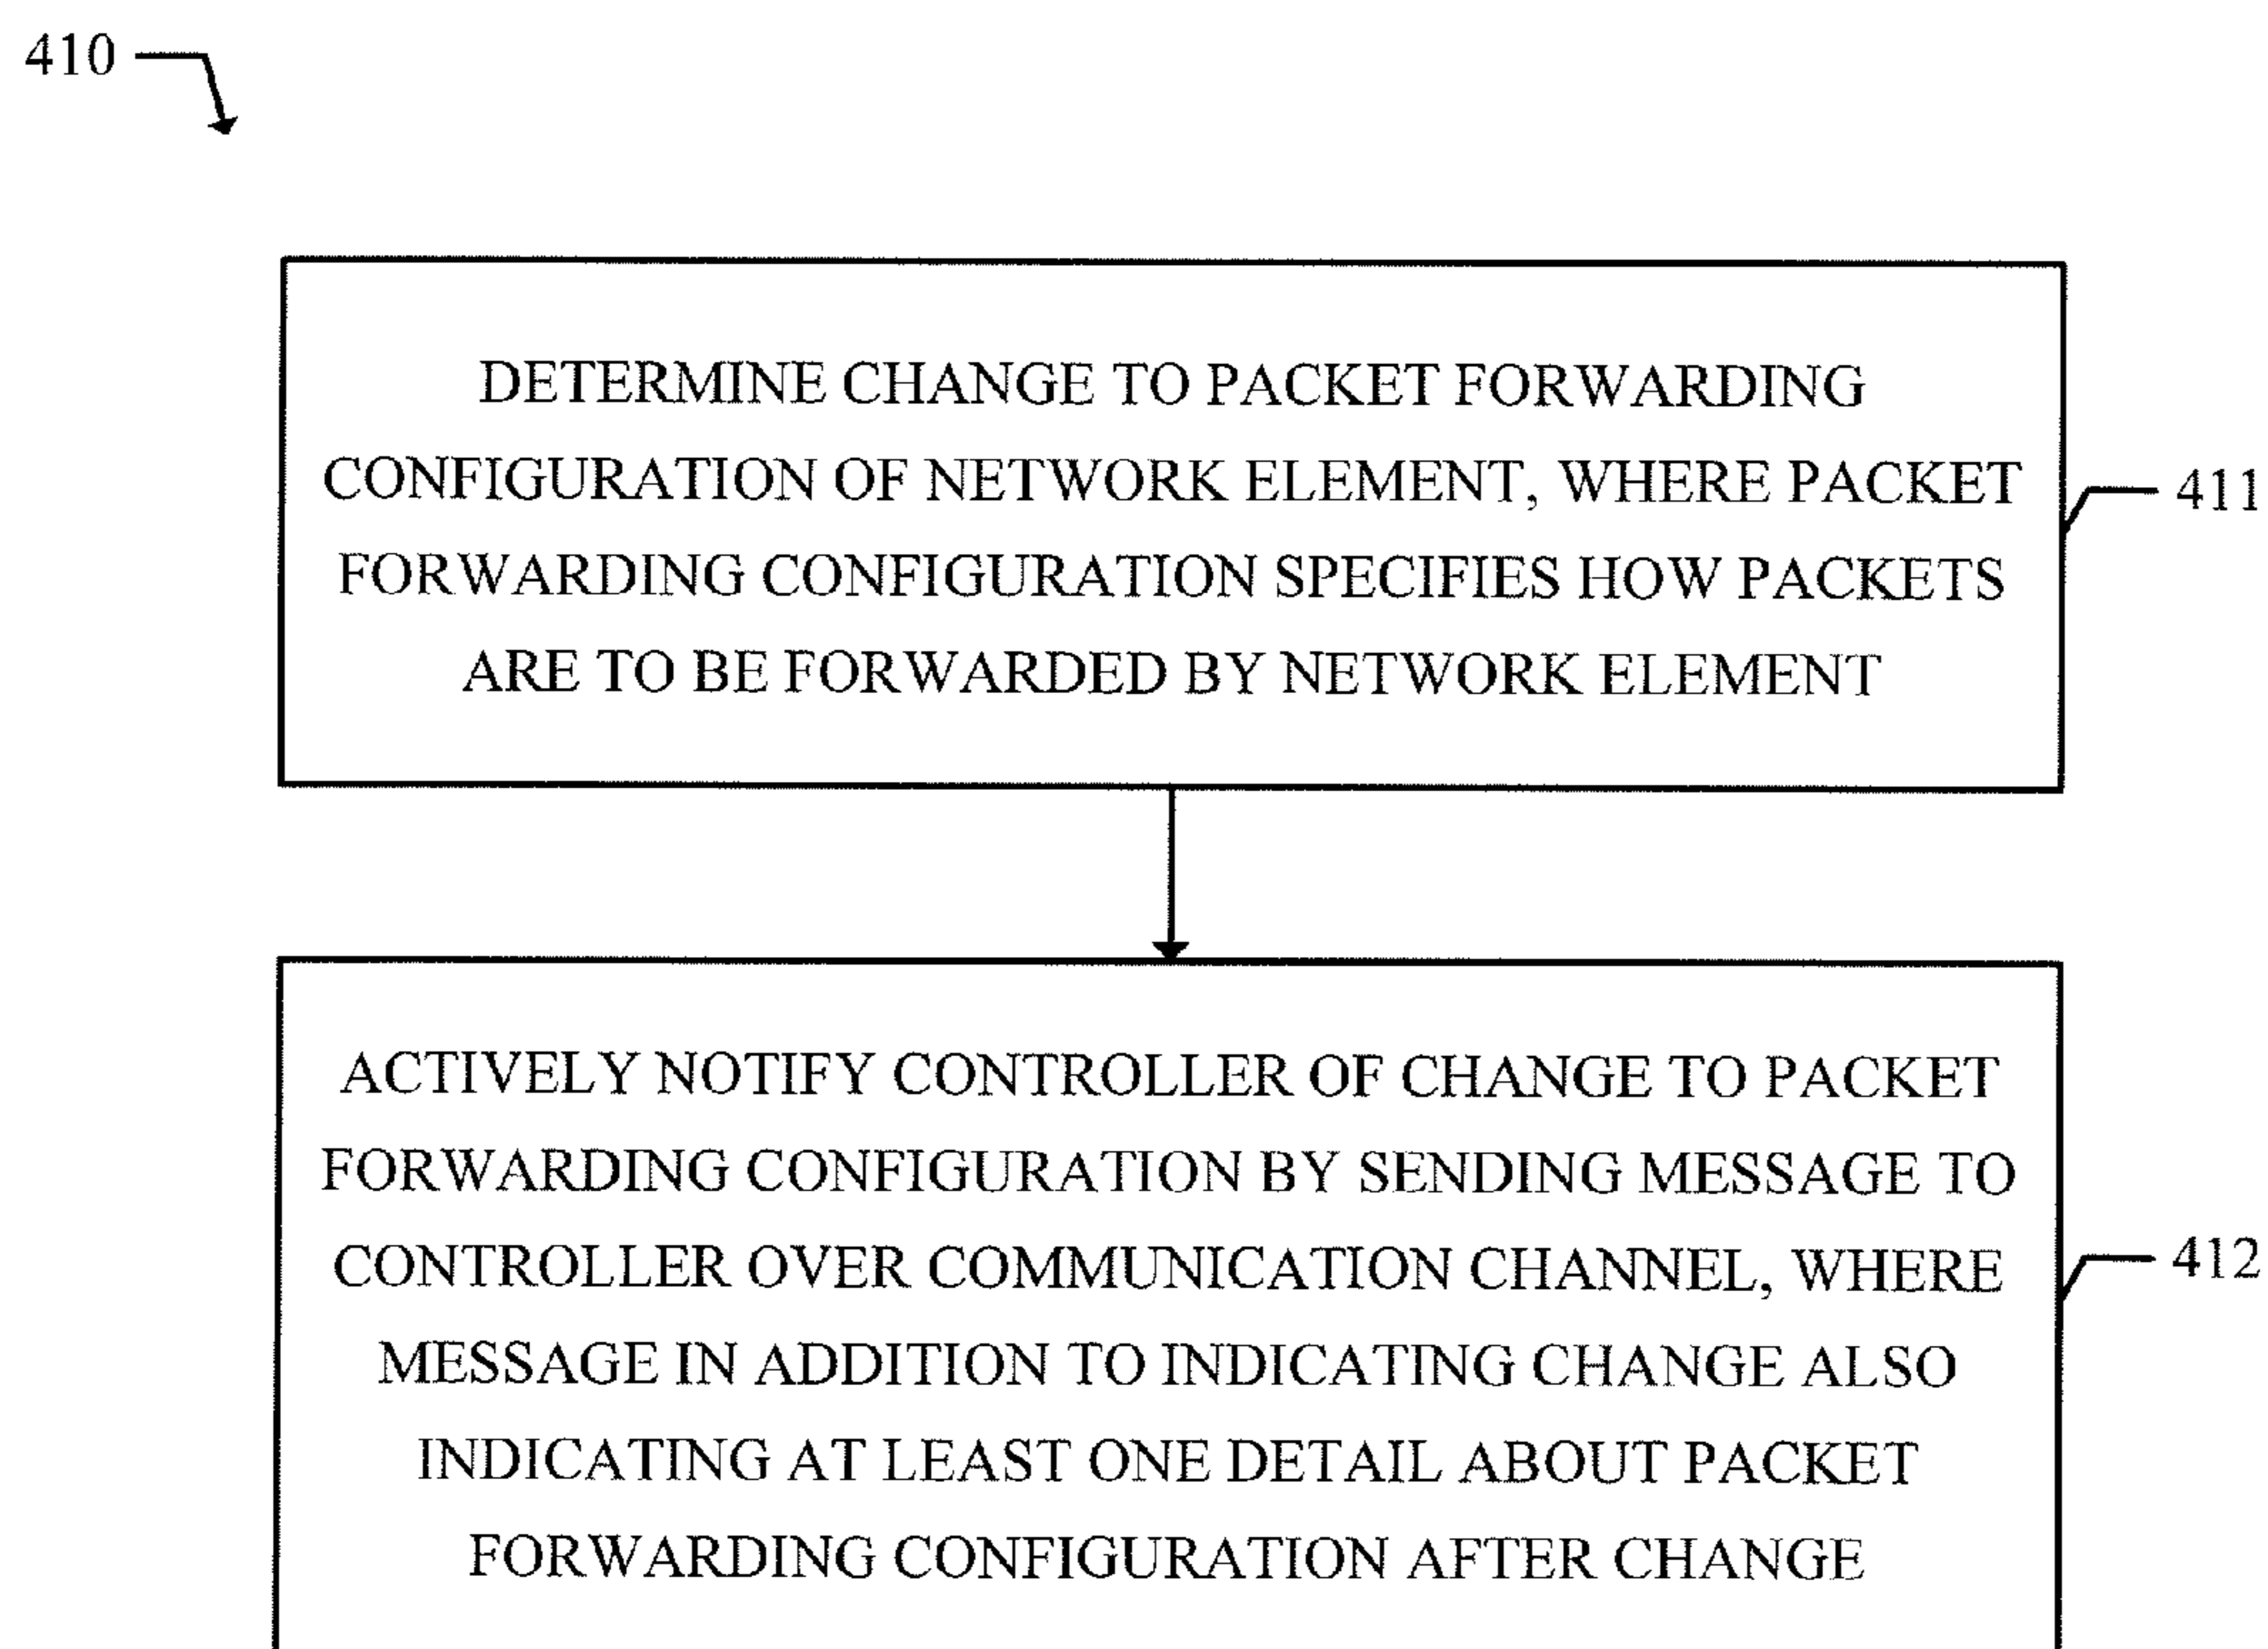 410
DETERMINE CHANGE TO PACKET FORWARDING
CONFIGURATION OF NETWORK ELEMENT, WHERE PACKET
FORWARDING CONFIGURATION SPECIFIES HOW PACKETS
ARE TO BE FORWARDED BY NETWORK ELEMENT
411
ACTIVELY NOTIFY CONTROLLER OF CHANGE TO PACKET
FORWARDING CONFIGURATION BY SENDING MESSAGE TO
CONTROLLER OVER COMMUNICATION CHANNEL, WHERE
MESSAGE IN ADDITION TO INDICATING CHANGE ALSO
INDICATING AT LEAST ONE DETAIL ABOUT PACKET
FORWARDING CONFIGURATION AFTER CHANGE
412